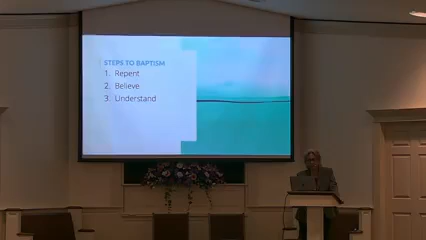 STEPS TO BAPTISM
1. Repent
2. Believe
3. Understand